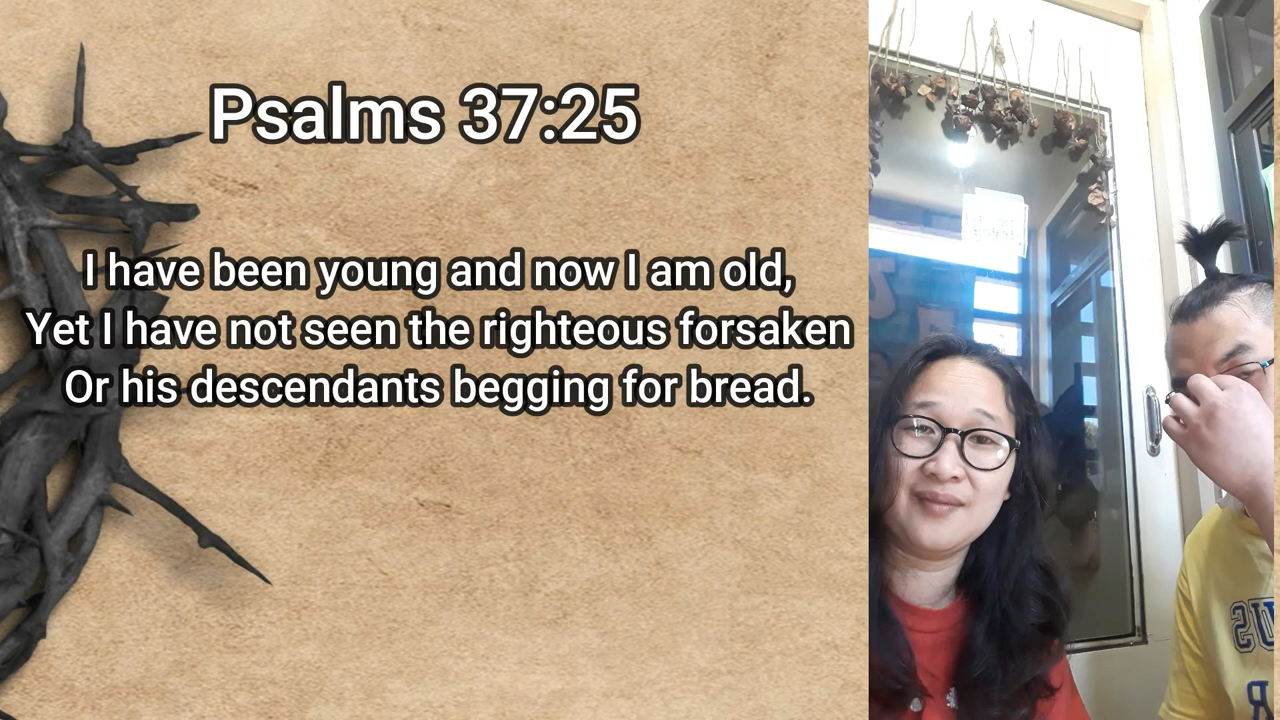 Psalms 37:25
I have been young and now I am old,
Yet I have not seen the righteous forsaken
Or his descendants begging for bread.